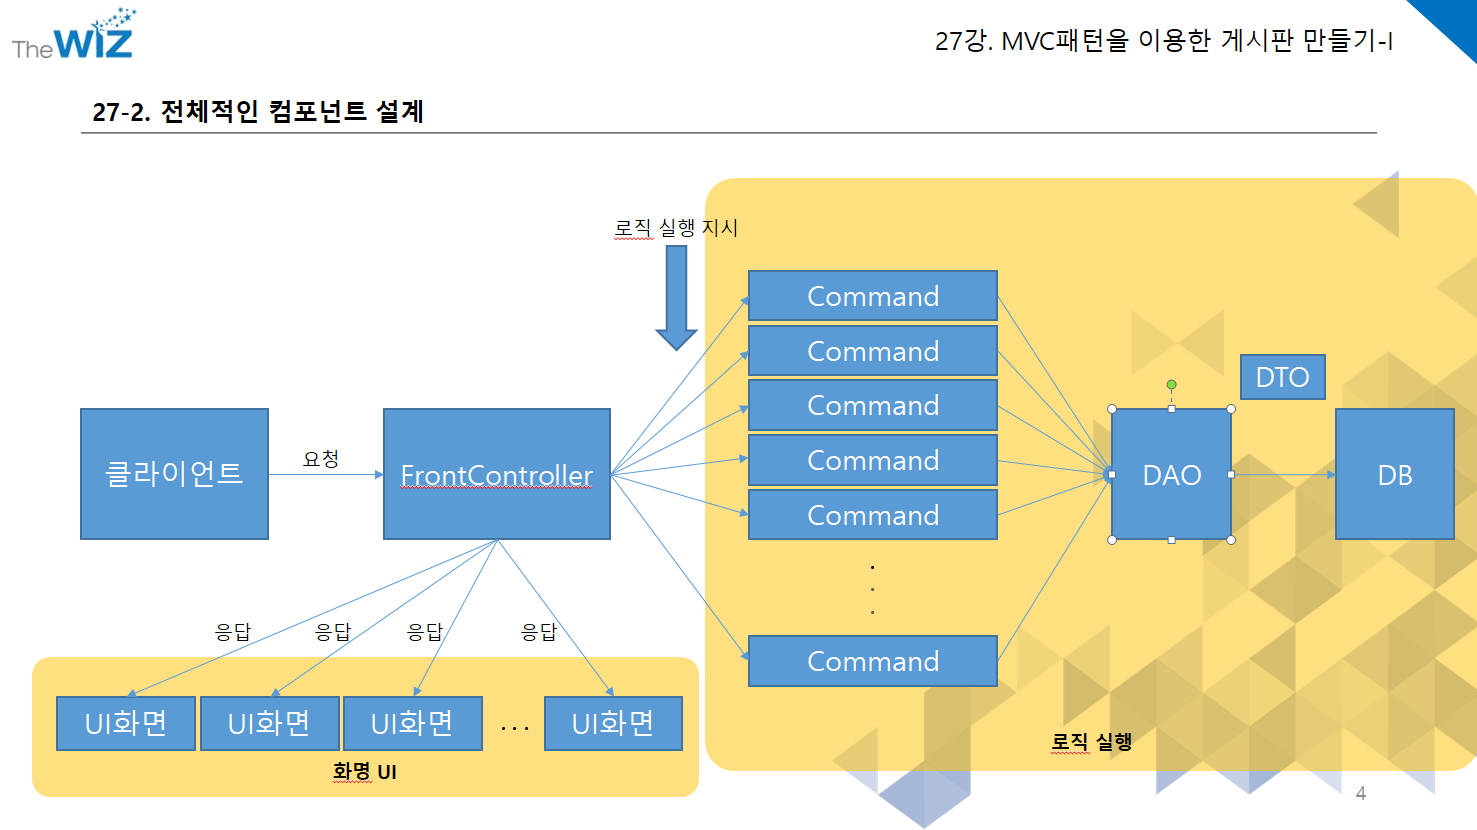 TheWIZ
27강. MVC패턴을 이용한 게시판 만들기-I
27-2. 전체적인 컴포넌트 설계
로직 실행 지시
Command
Command
Command
Command
Command
.
.
.
Command
클라이언트
요청
FrontController
DTO
DAO
DB
응답
응답
응답
응답
UI화면
UI화면
UI화면
...
UI화면
화명 UI
로직 실행
4